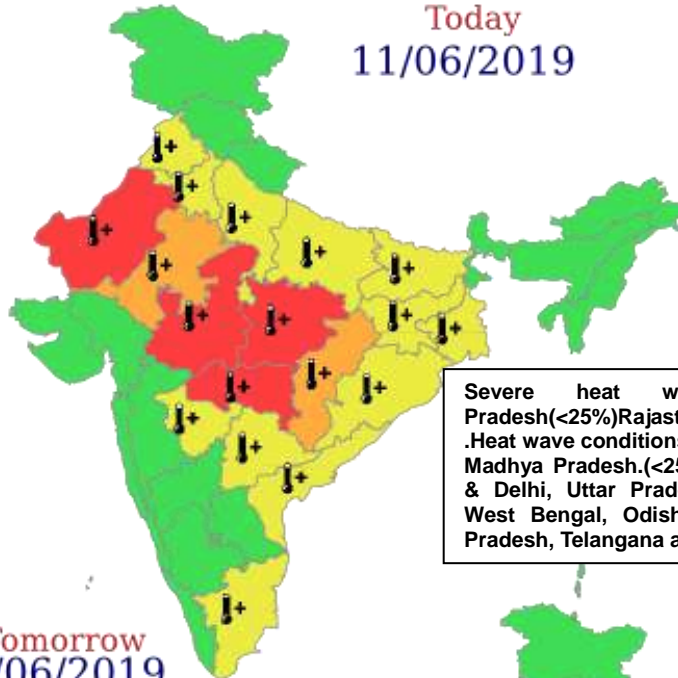 Today
11/06/2019
Severe heat w
Pradesh(<25%)Rajast
.Heat wave conditions
Madhya Pradesh.(<25
& Delhi, Uttar Prad
West Bengal, Odish
Pradesh, Telangana a
omorrow
/06/2019